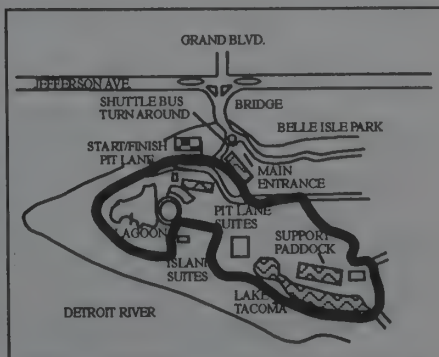 GRAND BLVD.
JEFFERSON AVE.
SHUTTLE BUS
TURN AROUND
BRIDGE
BELLE ISLE PARK
START/FINISH
PIT LANE
MAIN
ENTRANCE
PIT LANE
SUITES
LAGOON
SUPPORT
PADDOCK
ISLAND
SUITES
LAKE
TACOMA
DETROIT RIVER